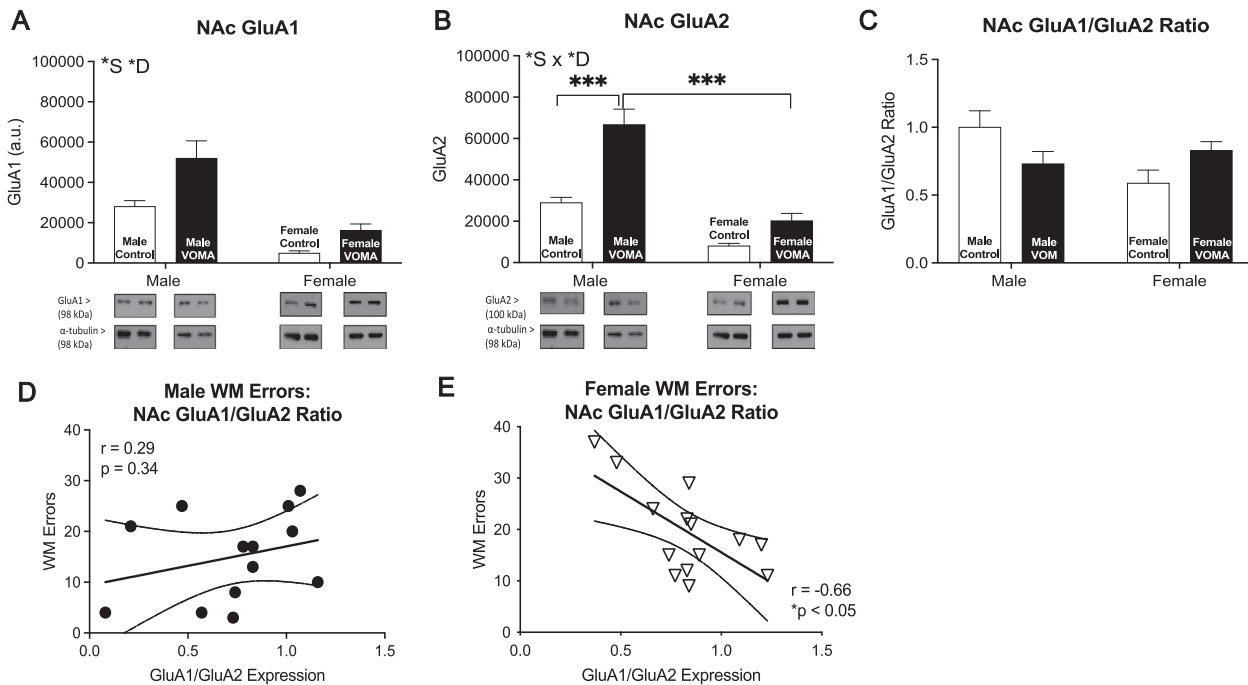 A
NAc GluA1
*S *D
GluA1 (a.u.)
100000
80000
60000
40000
20000
0
Male
Control
Male
VOMA
Female
Control
Female
VOMA
Male
Female
GluA1 >
(98 kDa)
α-tubulin >
(98 kDa)
B
NAc GluA2
*S x *D
***
***
GluA2
100000
80000
60000
40000
20000
0
Male
Control
Male
VOMA
Female
Control
Female
VOMA
Male
Female
GluA2 >
(100 kDa)
α-tubulin >
(98 kDa)
C
NAc GluA1/GluA2 Ratio
GluA1/GluA2 Ratio
1.5
1.0
0.5
0.0
Male
Control
Male
VOM
Female
Control
Female
VOMA
Male
Female
D
Male WM Errors:
NAc GluA1/GluA2 Ratio
r = 0.29
p = 0.34
WM Errors
40
30
20
10
0
0.0
0.5
1.0
1.5
GluA1/GluA2 Expression
E
Female WM Errors:
NAc GluA1/GluA2 Ratio
WM Errors
40
30
20
10
0
r = -0.66
*p < 0.05
0.0
0.5
1.0
1.5
GluA1/GluA2 Expression